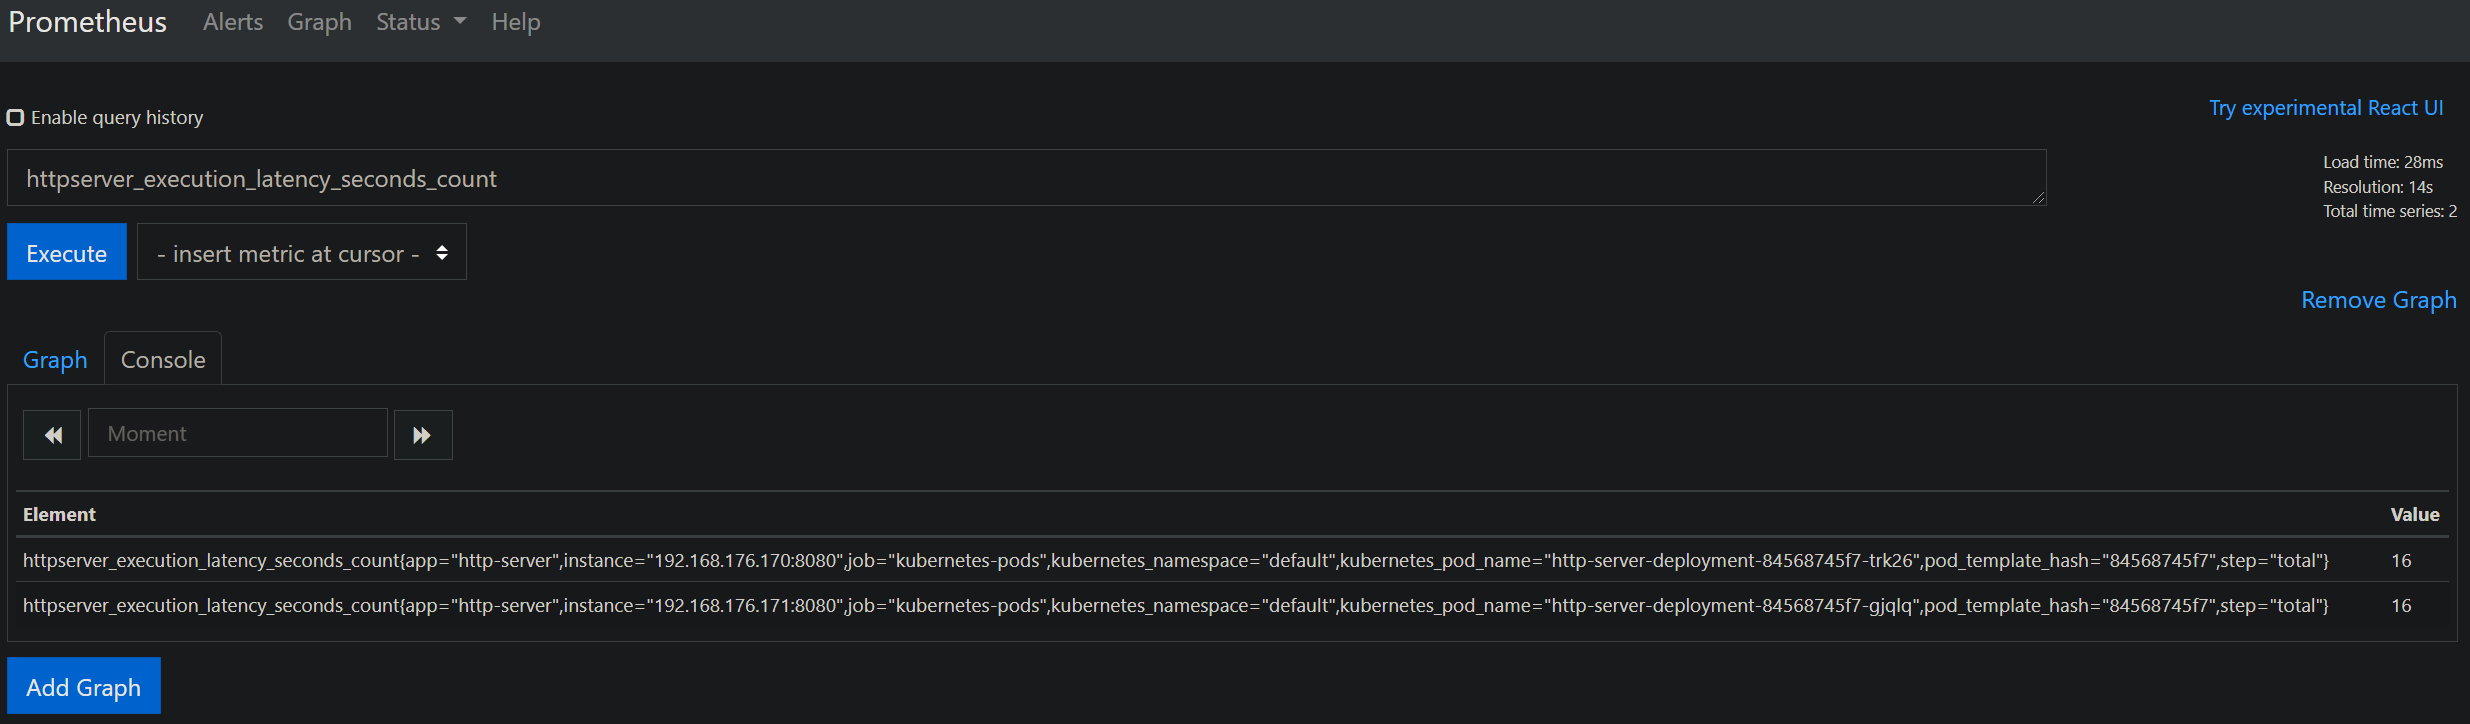 Prometheus Alerts Graph Status Help
Enable query history
Try experimental React UI
httpserver_execution_latency_seconds_count
Load time: 28ms
Resolution: 14s
Total time series: 2
Execute
- insert metric at cursor -
Remove Graph
Graph Console
Moment
Element Value
httpserver_execution_latency_seconds_count{app="http-server",instance="192.168.176.170:8080",job="kubernetes-pods",kubernetes_namespace="default",kubernetes_pod_name="http-server-deployment-84568745f7-trk26",pod_template_hash="84568745f7",step="total"} 16
httpserver_execution_latency_seconds_count{app="http-server",instance="192.168.176.171:8080",job="kubernetes-pods",kubernetes_namespace="default",kubernetes_pod_name="http-server-deployment-84568745f7-gjqlq",pod_template_hash="84568745f7",step="total"} 16
Add Graph